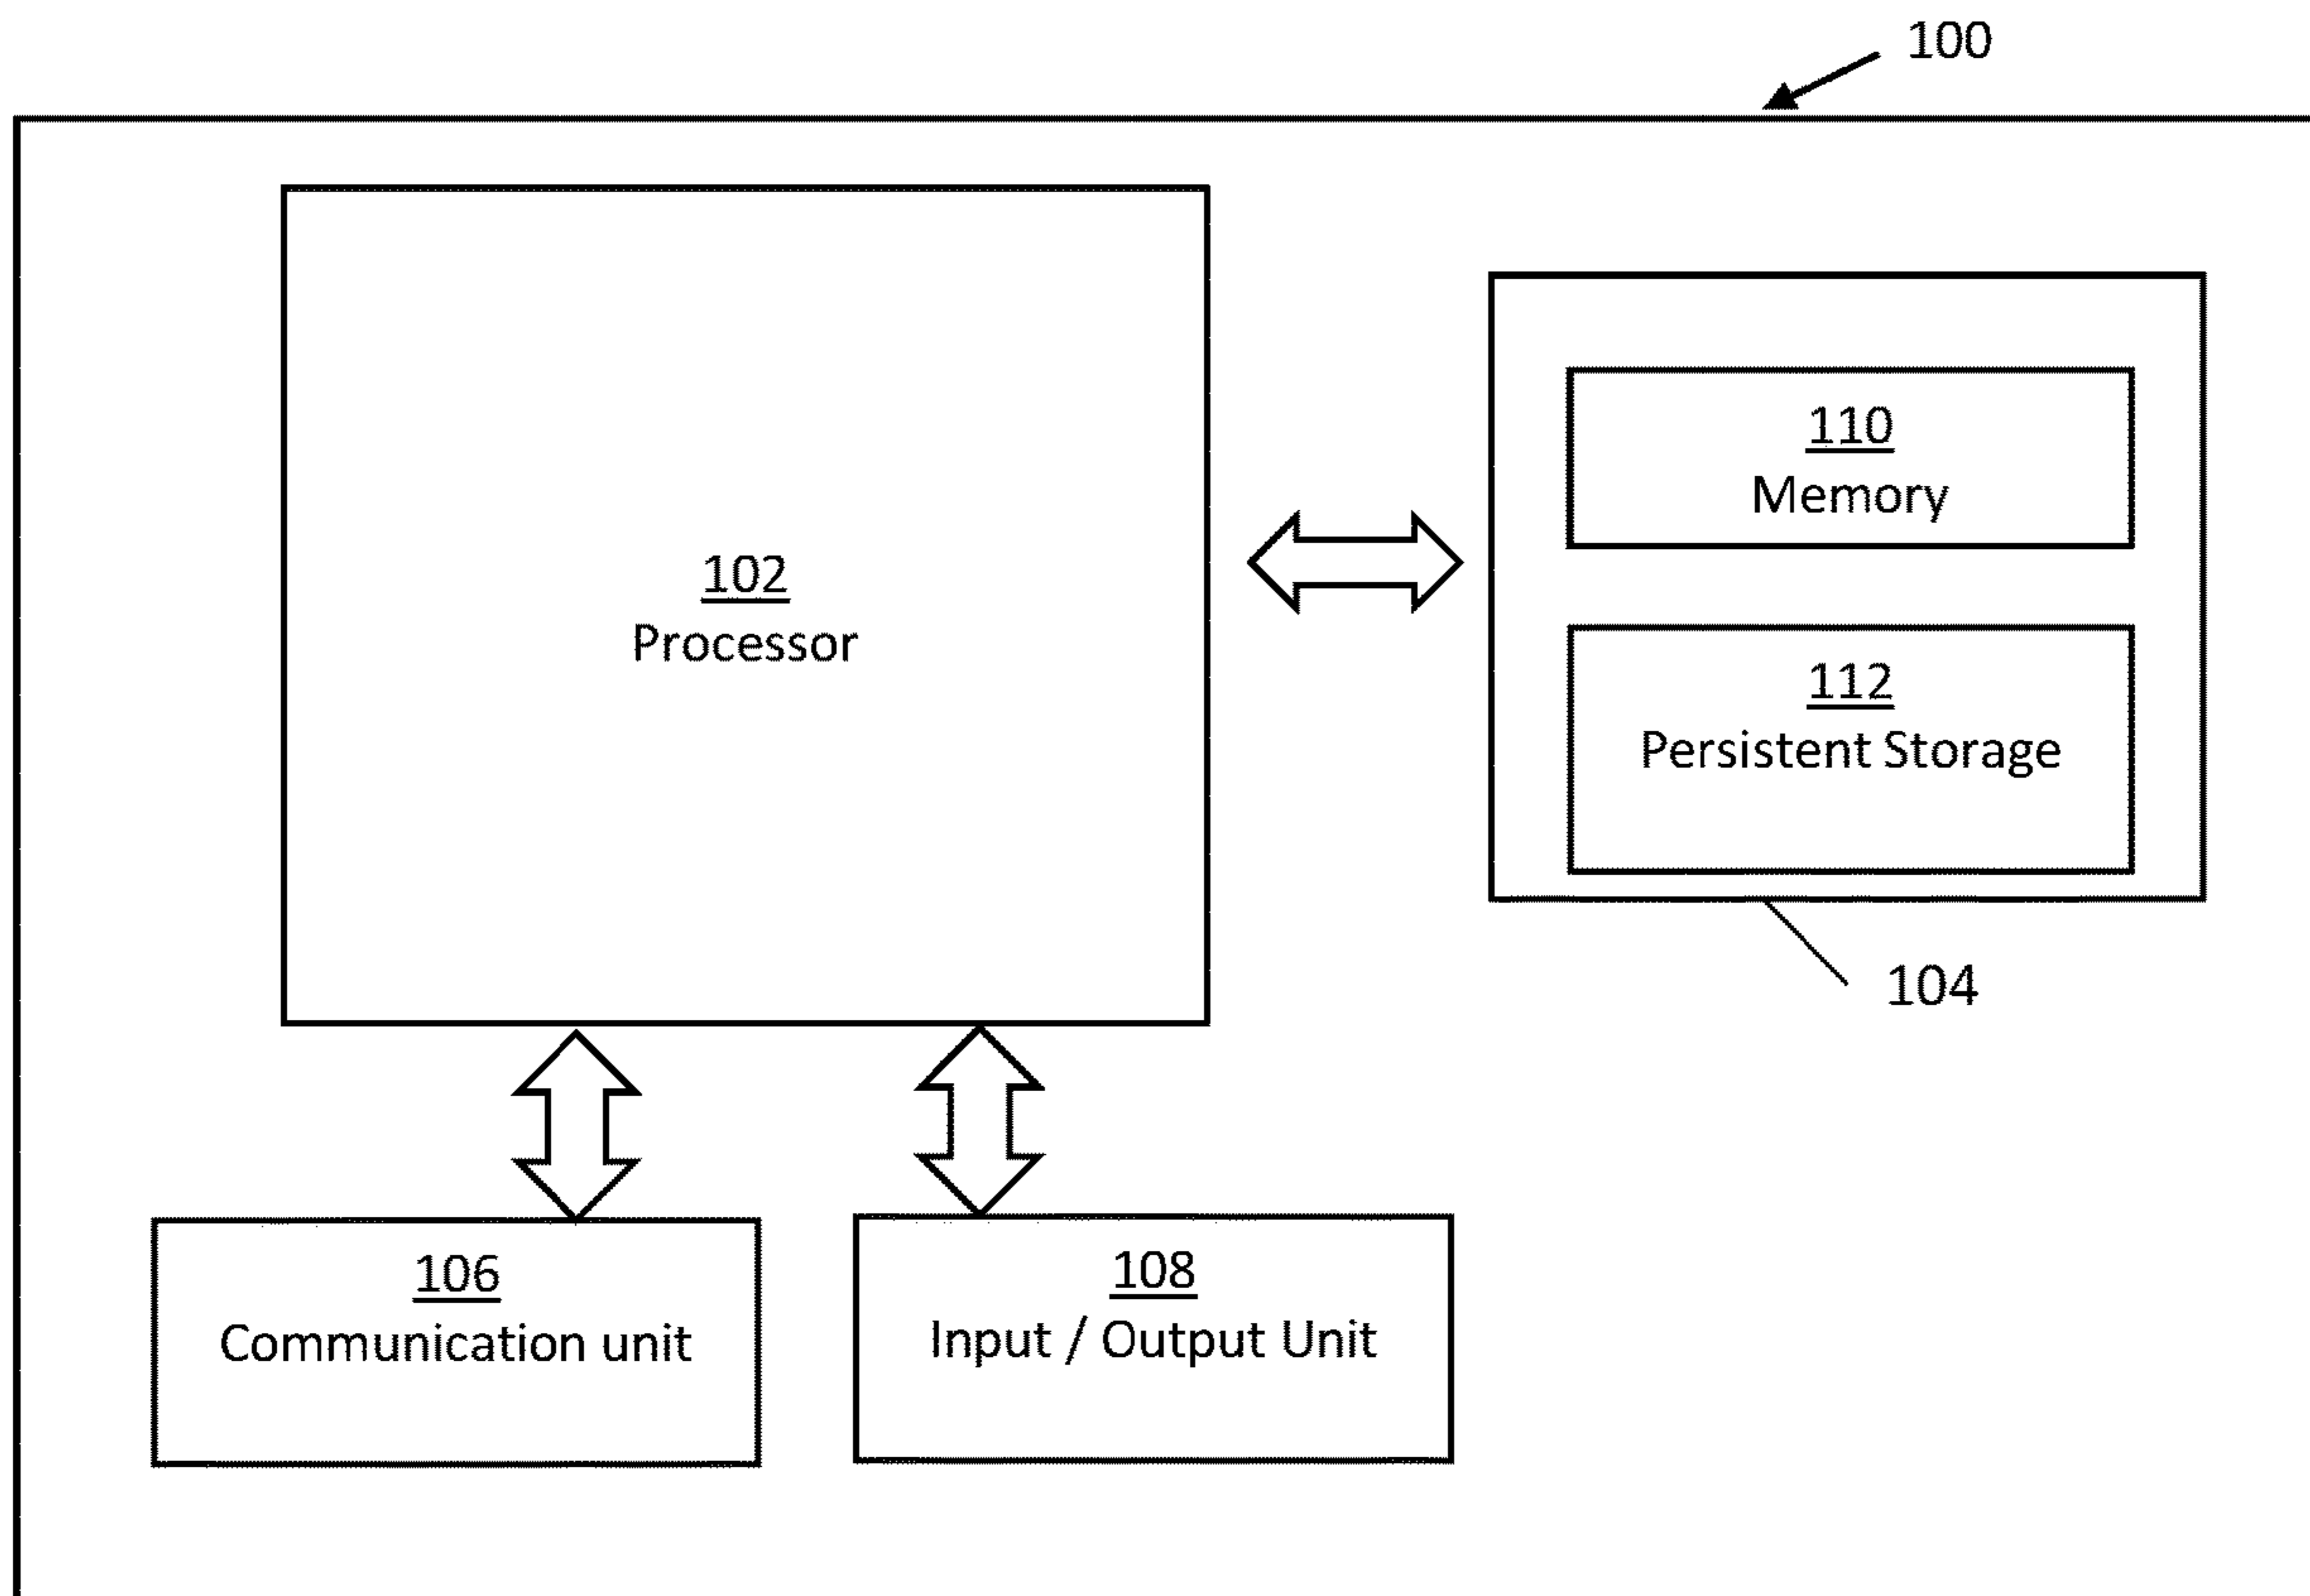 100
102
Processor
110
Memory
112
Persistent Storage
104
106
Communication unit
108
Input / Output Unit